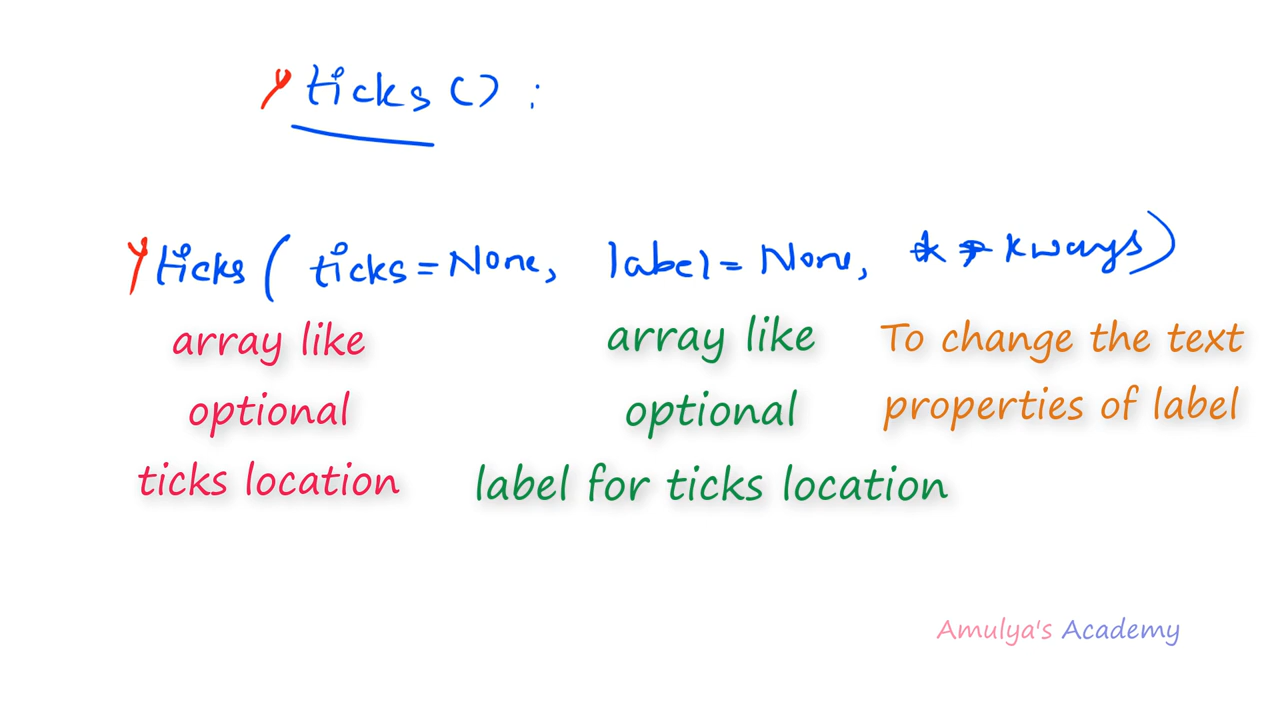 yticks() :
yticks( ticks = None, label = None, **kwargs)
array like array like To change the text
optional optional properties of label
ticks location label for ticks location
Amulya's Academy